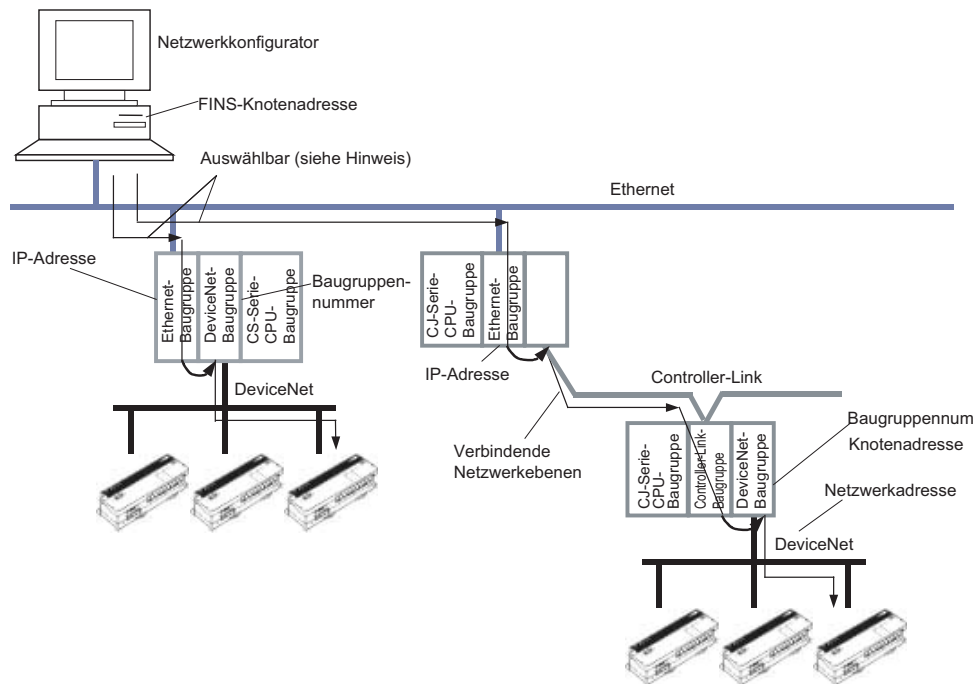 Netzwerkkonfigurator
FINS-Knotenadresse
Auswählbar (siehe Hinweis)
Ethernet
IP-Adresse
Ethernet-
Baugruppe
DeviceNet-
Baugruppe
CS-Serie-
CPU-
Baugruppe
Baugruppen-
nummer
CJ-Serie-
CPU-
Baugruppe
Ethernet-
Baugruppe
IP-Adresse
DeviceNet
Controller-Link
Verbindende
Netzwerkebenen
CJ-Serie-
CPU-
Baugruppe
Controller-Link-
Baugruppe
DeviceNet-
Baugruppe
Baugruppennum
Knotenadresse
Netzwerkadresse
DeviceNet